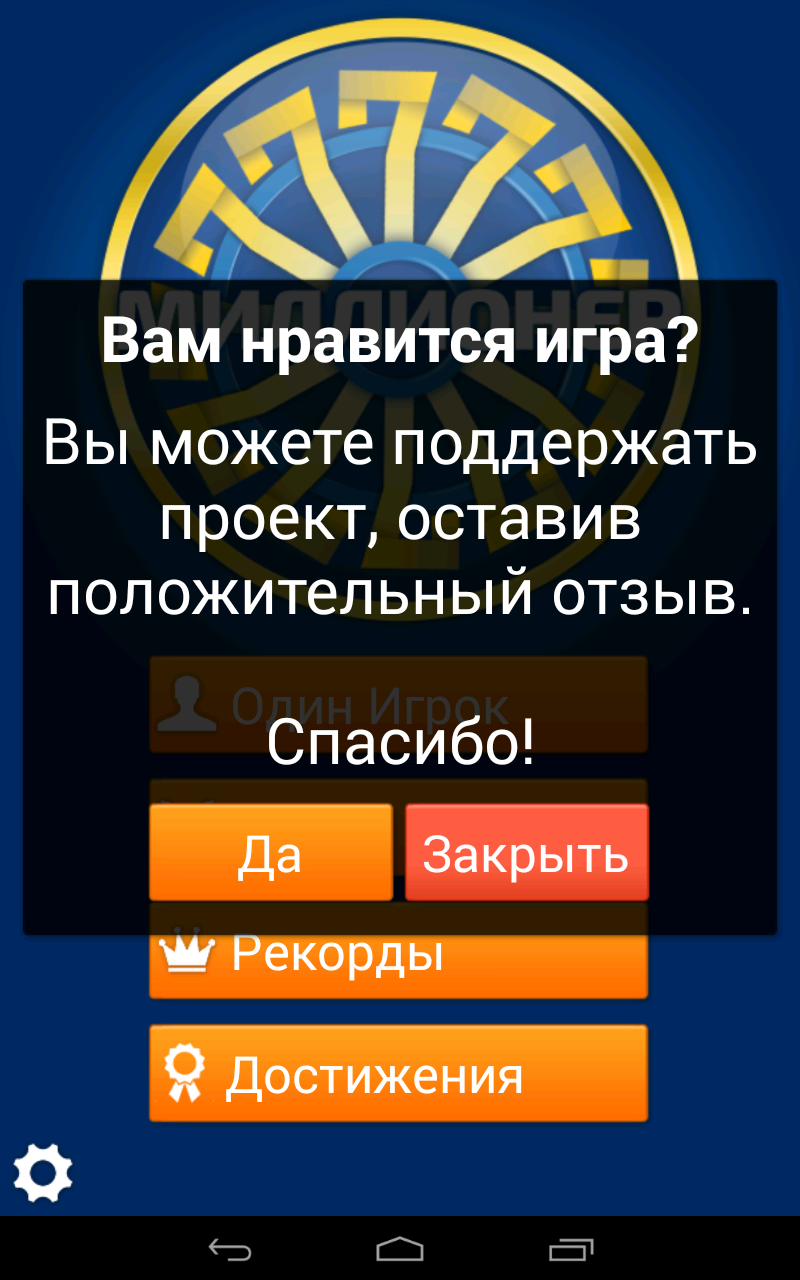 МИЛЛИОНЕР
Вам нравится игра?
Вы можете поддержать
проект, оставив
положительный отзыв.
Один Игрок
Спасибо!
Да
Закрыть
Рекорды
Достижения